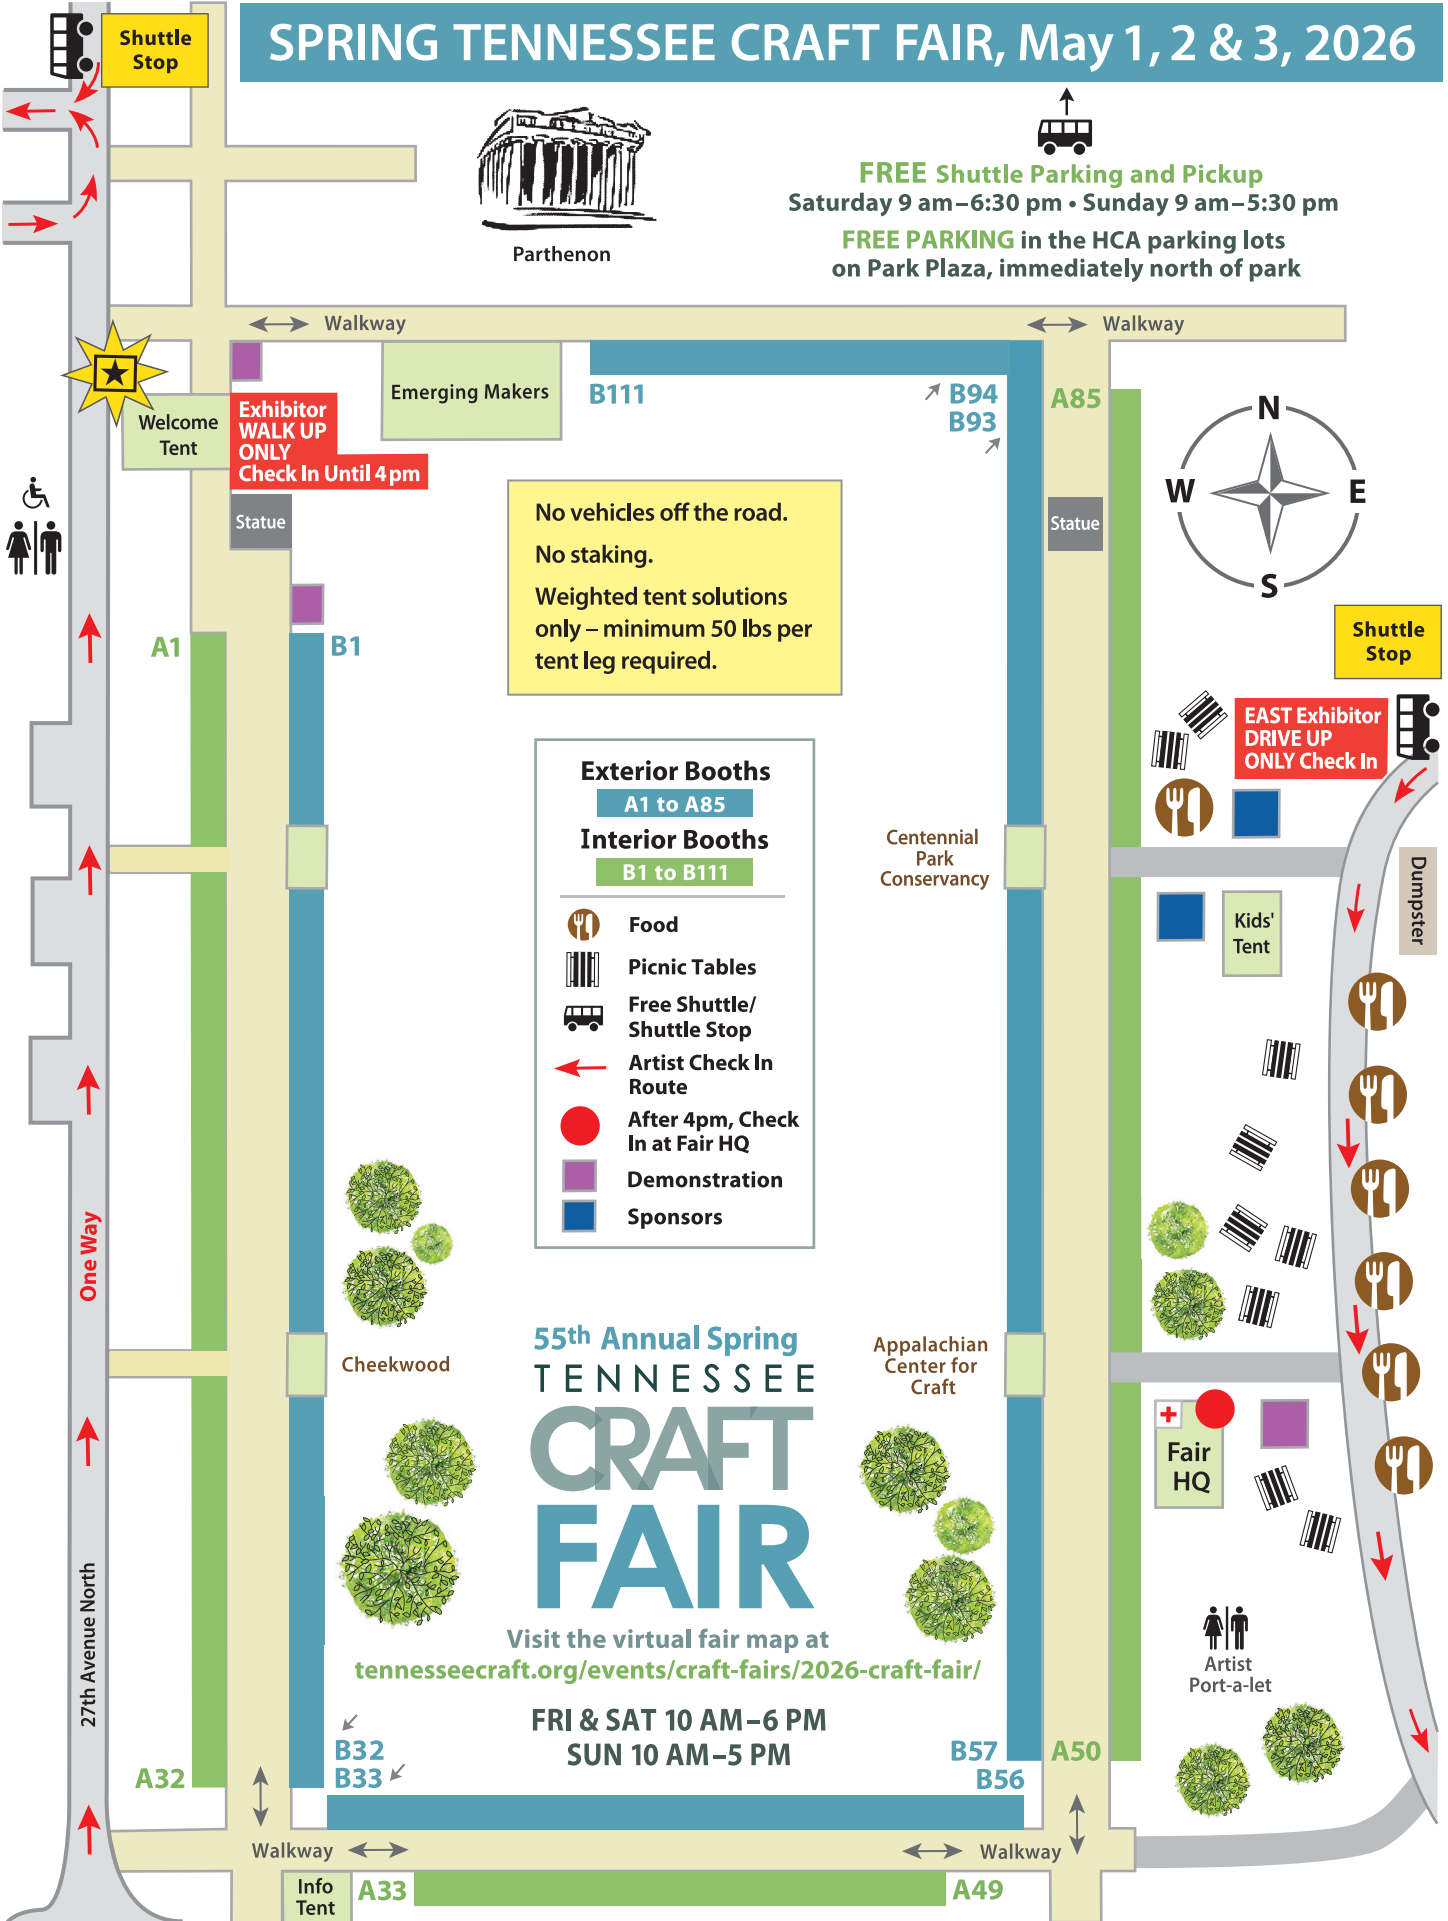 SPRING TENNESSEE CRAFT FAIR, May 1, 2 & 3, 2026
Shuttle
Stop
Parthenon
FREE Shuttle Parking and Pickup
Saturday 9 am–6:30 pm • Sunday 9 am–5:30 pm
FREE PARKING in the HCA parking lots
on Park Plaza, immediately north of park
Walkway
Walkway
Emerging Makers
B111
B94
B93
A85
Welcome
Tent
Exhibitor
WALK UP
ONLY
Check In Until 4 pm
Statue
Statue
N
W
E
S
No vehicles off the road.
No staking.
Weighted tent solutions
only – minimum 50 lbs per
tent leg required.
A1
B1
Shuttle
Stop
EAST Exhibitor
DRIVE UP
ONLY Check In
Exterior Booths
A1 to A85
Interior Booths
B1 to B111
Food
Picnic Tables
Free Shuttle/
Shuttle Stop
Artist Check In
Route
After 4pm, Check
In at Fair HQ
Demonstration
Sponsors
Centennial
Park
Conservancy
Dumpster
Kids'
Tent
One Way
Cheekwood
55th Annual Spring
TENNESSEE
CRAFT
FAIR
Appalachian
Center for
Craft
Fair
HQ
Visit the virtual fair map at
tennesseecraft.org/events/craft-fairs/2026-craft-fair/
FRI & SAT 10 AM–6 PM
SUN 10 AM–5 PM
27th Avenue North
Artist
Port-a-let
A32
B32
B33
B57
B56
A50
Walkway
Walkway
Info
Tent
A33
A49